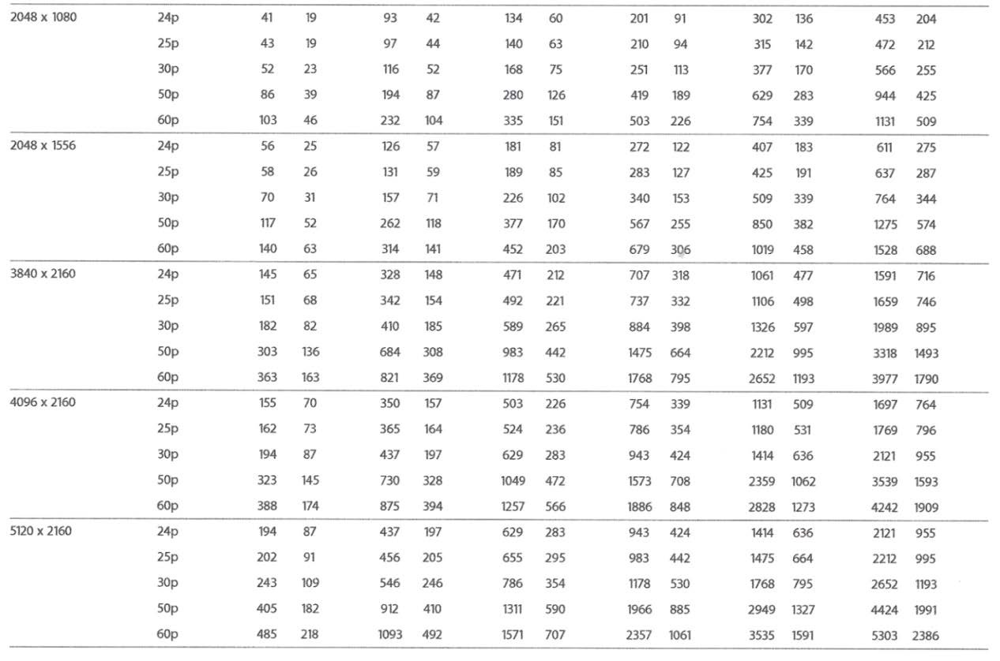 2048 x 1080 24p 41 19 93 42 134 60 201 91 302 136 453 204
25p 43 19 97 44 140 63 210 94 315 142 472 212
30p 52 23 116 52 168 75 251 113 377 170 566 255
50p 86 39 194 87 280 126 419 189 629 283 944 425
60p 103 46 232 104 335 151 503 226 754 339 1131 509
2048 x 1556 24p 56 25 126 57 181 81 272 122 407 183 611 275
25p 58 26 131 59 189 85 283 127 425 191 637 287
30p 70 31 157 71 226 102 340 153 509 339 764 344
50p 117 52 262 118 377 170 567 255 850 382 1275 574
60p 140 63 314 141 452 203 679 306 1019 458 1528 688
3840 x 2160 24p 145 65 328 148 471 212 707 318 1061 477 1591 716
25p 151 68 342 154 492 221 737 332 1106 498 1659 746
30p 182 82 410 185 589 265 884 398 1326 597 1989 895
50p 303 136 684 308 983 442 1475 664 2212 995 3318 1493
60p 363 163 821 369 1178 530 1768 795 2652 1193 3977 1790
4096 x 2160 24p 155 70 350 157 503 226 754 339 1131 509 1697 764
25p 162 73 365 164 524 236 786 354 1180 531 1769 796
30p 194 87 437 197 629 283 943 424 1414 636 2121 955
50p 323 145 730 328 1049 472 1573 708 2359 1062 3539 1593
60p 388 174 875 394 1257 566 1886 848 2828 1273 4242 1909
5120 x 2160 24p 194 87 437 197 629 283 943 424 1414 636 2121 955
25p 202 91 456 205 655 295 983 442 1475 664 2212 995
30p 243 109 546 246 786 354 1178 530 1768 795 2652 1193
50p 405 182 912 410 1311 590 1966 885 2949 1327 4424 1991
60p 485 218 1093 492 1571 707 2357 1061 3535 1591 5303 2386